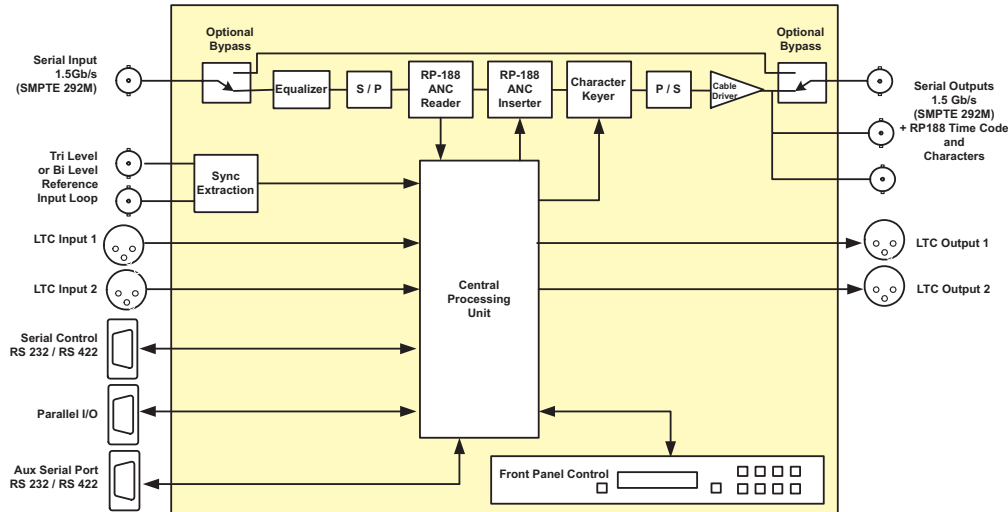 Optional
Bypass
Optional
Bypass
Serial Input
1.5Gb/s
(SMPTE 292M)
Equalizer
S / P
RP-188
ANC
Reader
RP-188
ANC
Inserter
Character
Keyer
P / S
Cable
Driver
Serial Outputs
1.5 Gb/s
(SMPTE 292M)
+ RP188 Time Code
and
Characters
Tri Level
or Bi Level
Reference
Input Loop
Sync
Extraction
LTC Input 1
LTC Output 1
LTC Input 2
LTC Output 2
Central
Processing
Unit
Serial Control
RS 232 / RS 422
Parallel I/O
Aux Serial Port
RS 232 / RS 422
Front Panel Control